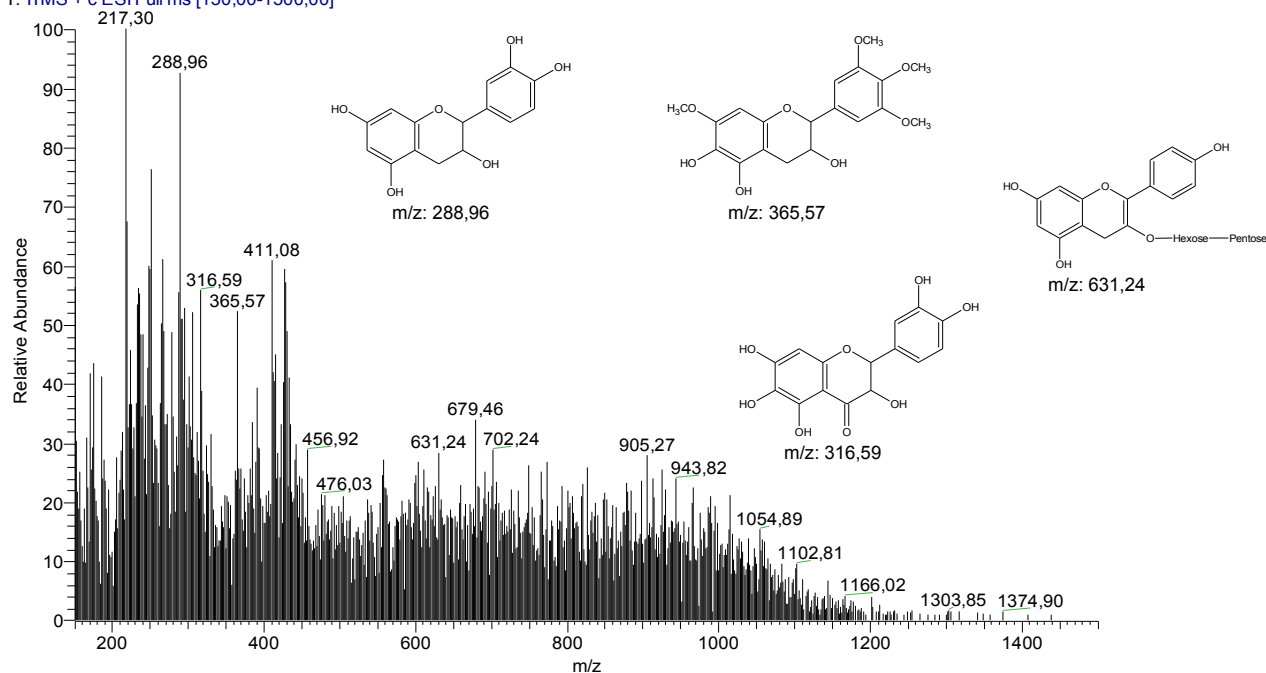 217,30
288,96
411,08
316,59
365,57
679,46
456,92
631,24
702,24
905,27
943,82
476,03
1054,89
1102,81
1166,02
1303,85
1374,90
100
90
80
70
60
50
40
30
20
10
0
Relative Abundance
200 400 600 800 1000 1200 1400
m/z
OH
OH
HO
O
OH
OH
m/z: 288,96
OCH3
OCH3
H3CO
O
OCH3
HO
OH
OH
m/z: 365,57
OH
HO
O
O Hexose Pentose
OH
m/z: 631,24
OH
OH
HO
O
HO
OH
OH
O
m/z: 316,59